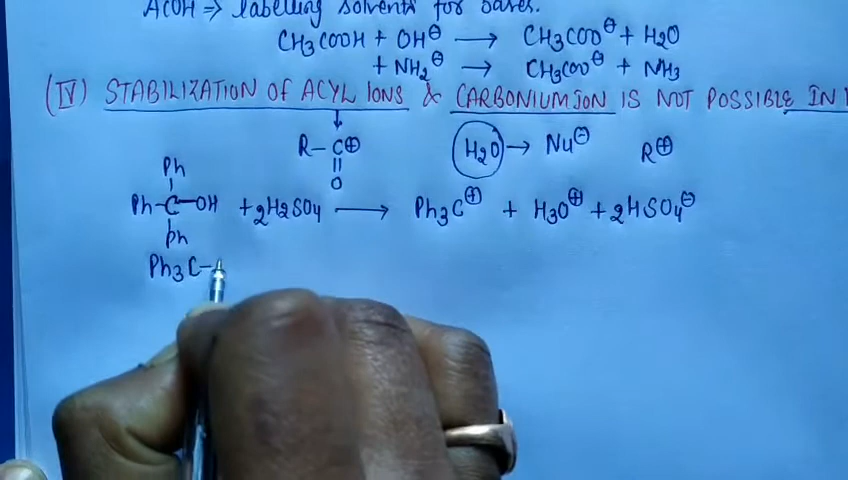 ACOH ⇒ labelling solvents for bases.
CH3COOH + OH⊖ ⟶ CH3COO⊖ + H2O
+ NH2⊖ ⟶ CH3COO⊖ + NH3
(IV) STABILIZATION OF ACYL IONS & CARBONIUM ION IS NOT POSSIBLE IN
R–C⊕
||
O
H2O → Nu⊖
R⊕
Ph
Ph–C–OH + 2H2SO4 ⟶ Ph3C⊕ + H3O⊕ + 2HSO4⊖
Ph
Ph3C–